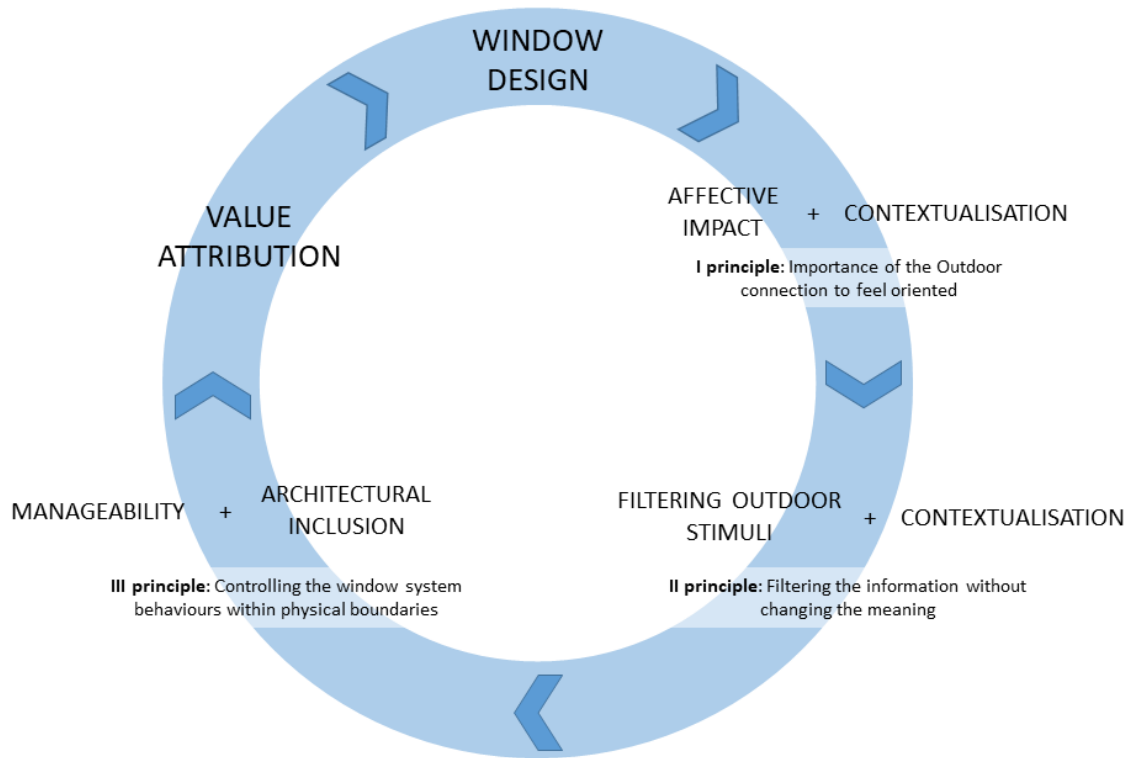 WINDOW
DESIGN
AFFECTIVE
IMPACT
+
CONTEXTUALISATION
I principle: Importance of the Outdoor
connection to feel oriented
FILTERING OUTDOOR
STIMULI
+
CONTEXTUALISATION
II principle: Filtering the information without
changing the meaning
MANAGEABILITY
+
ARCHITECTURAL
INCLUSION
III principle: Controlling the window system
behaviours within physical boundaries
VALUE
ATTRIBUTION